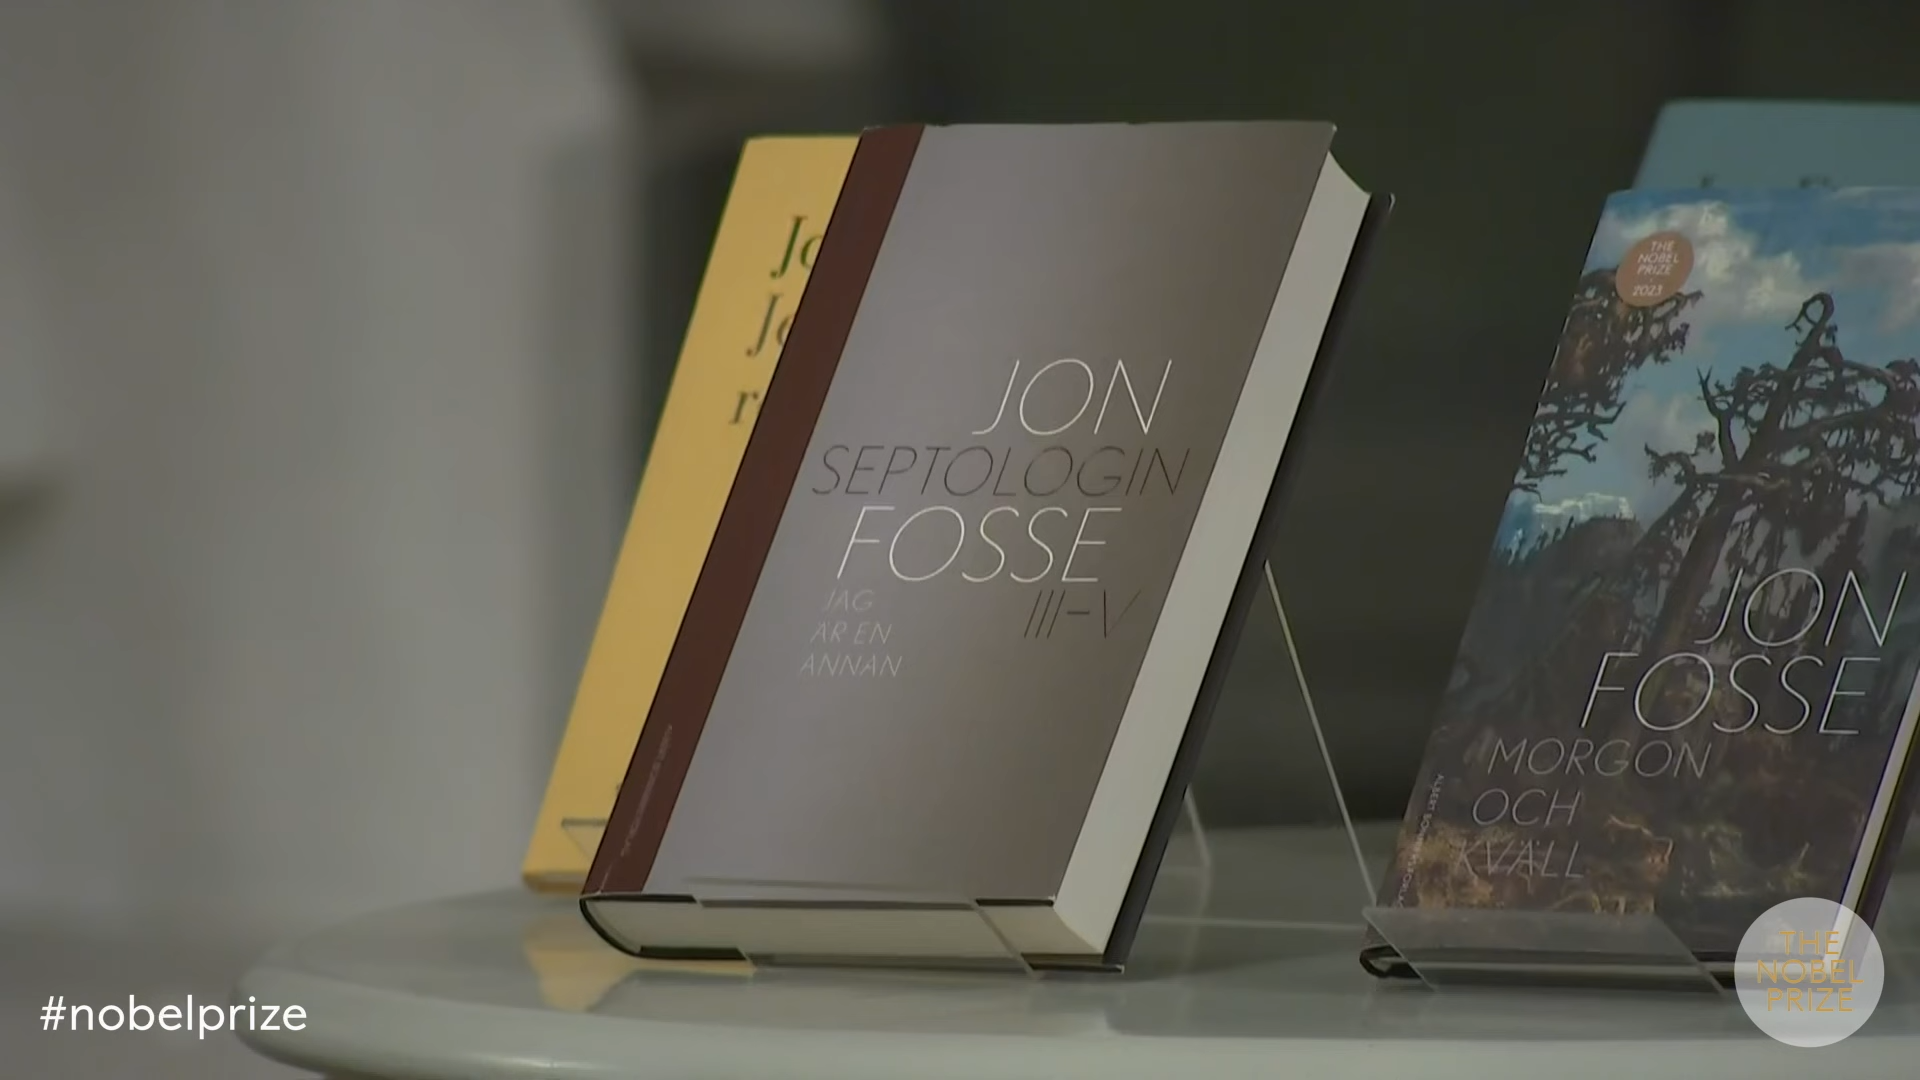 JON
SEPTOLOGIN
FOSSE
III–V
JAG
ÄR EN
ANNAN
THE
NOBEL
PRIZE
2023
JON
FOSSE
MORGON
OCH
KVÄLL
#nobelprize
THE
NOBEL
PRIZE